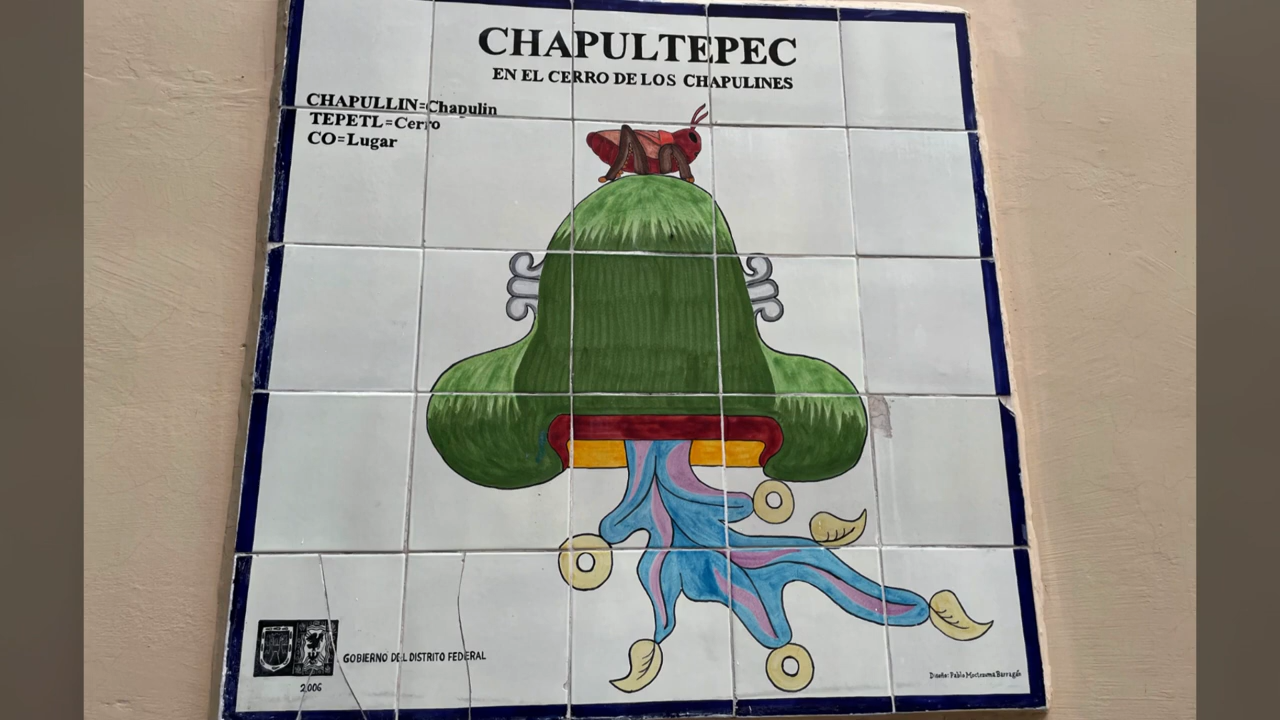 CHAPULTEPEC
EN EL CERRO DE LOS CHAPULINES
CHAPULLIN=Chapulin
TEPETL=Cerro
CO=Lugar
GOBIERNO DEL DISTRITO FEDERAL
2006
Diseño: Pablo Moctezuma Barragán